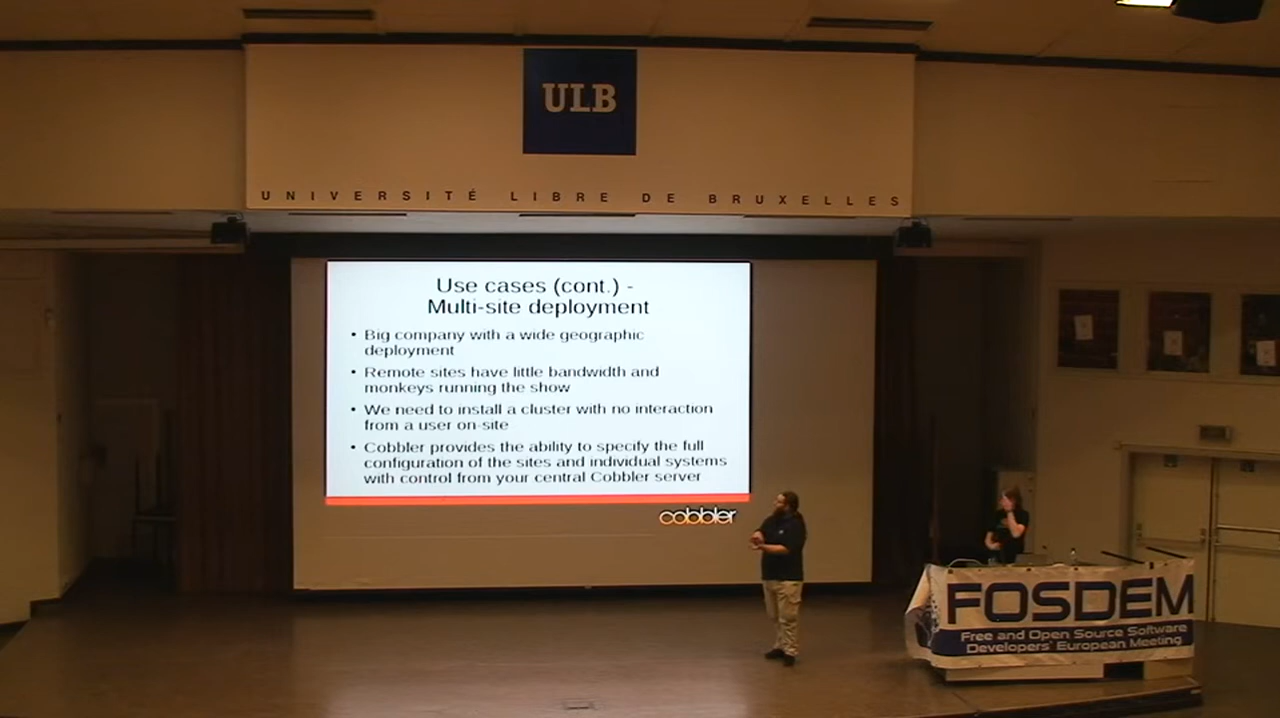 ULB
UNIVERSITÉ LIBRE DE BRUXELLES
Use cases (cont.) -
Multi-site deployment
• Big company with a wide geographic
deployment
• Remote sites have little bandwidth and
monkeys running the show
• We need to install a cluster with no interaction
from a user on-site
• Cobbler provides the ability to specify the full
configuration of the sites and individual systems
with control from your central Cobbler server
cobbler
FOSDEM
Free and Open Source Software
Developers' European Meeting